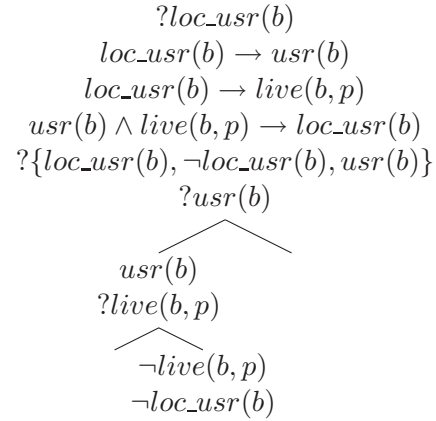 ?loc_usr(b)
loc_usr(b) → usr(b)
loc_usr(b) → live(b, p)
usr(b) ∧ live(b, p) → loc_usr(b)
?{loc_usr(b), ¬loc_usr(b), usr(b)}
?usr(b)
usr(b)
?live(b, p)
¬live(b, p)
¬loc_usr(b)